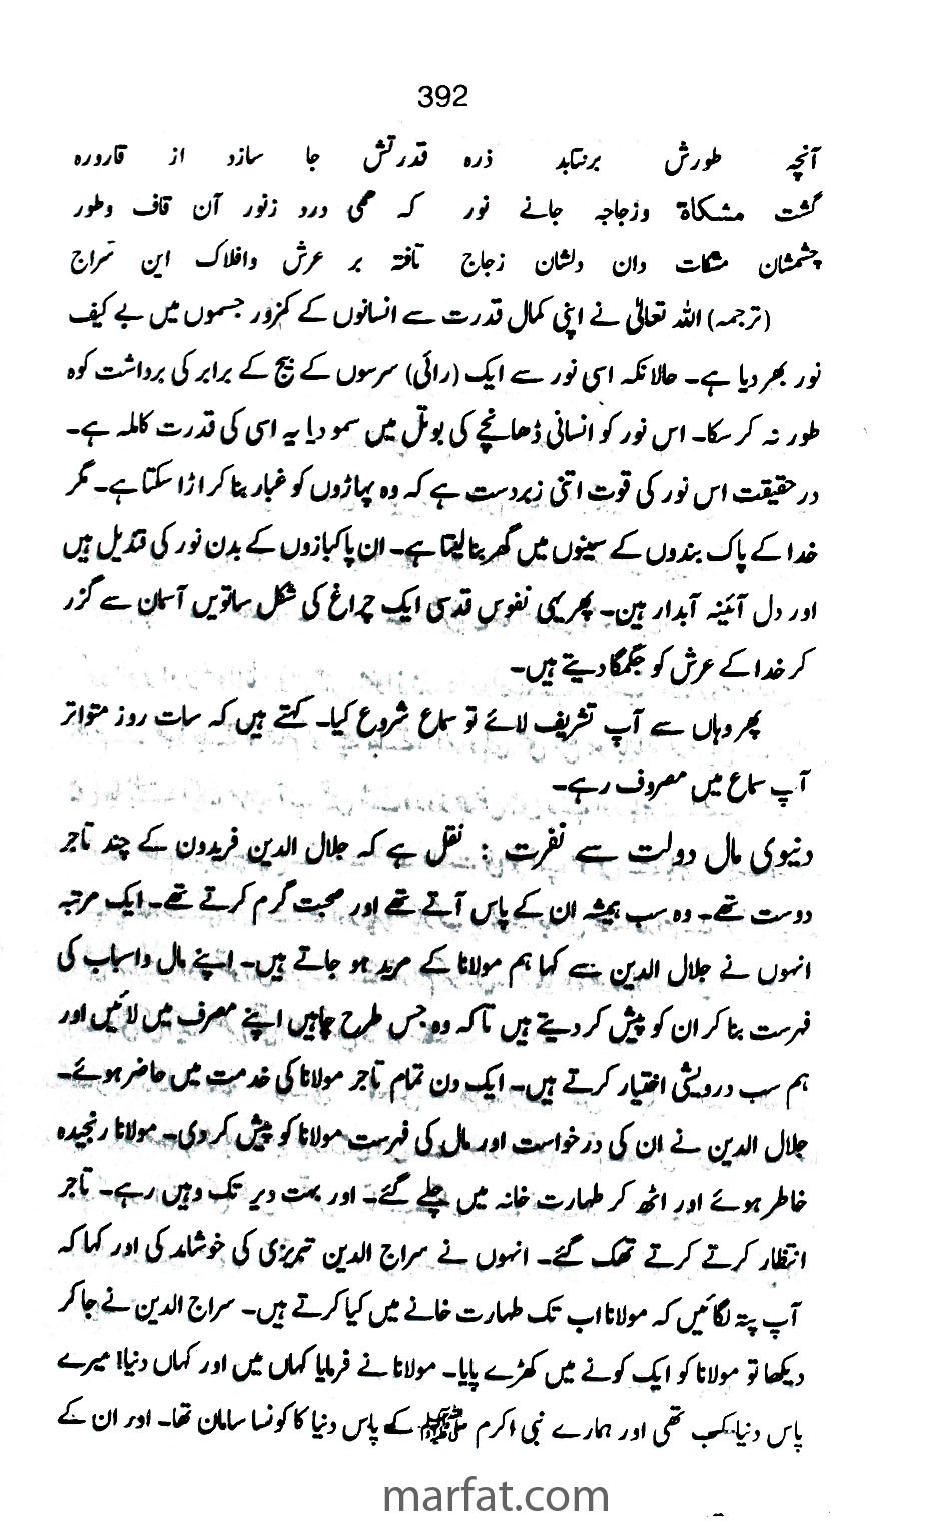 392
آنچہ طورش برنتابد ذرہ قدرتش جا سازد از قارورہ
گشت مشکاۃ وزجاجہ جانے نور کہ ھمی درد زنور آن قاف وطور
چشمشان مشکات دان ولشان زجاج تافتہ بر عرش وافلاک این سراج
(ترجمہ) اللہ تعالیٰ نے اپنی کمال قدرت سے انسانوں کے کمزور جسموں میں بے کیف
نور بھر دیا ہے۔ حالانکہ اسی نور سے ایک (رائی) سرسوں کے بیج کے برابر کی برداشت کوہ
طور نہ کر سکا۔ اس نور کو انسانی ڈھانچے کی بوتل میں سمو دیا یہ اسی کی قدرت کاملہ ہے۔
درحقیقت اس نور کی قوت اتنی زبردست ہے کہ وہ پہاڑوں کو غبار بنا کر اڑا سکتا ہے۔ مگر
خدا کے پاک بندوں کے سینوں میں گھر بنا لیتا ہے۔ ان پاکبازوں کے بدن نور کی قندیل ہیں
اور دل آئینہ آبدار ہین۔ پھر یہی نفوس قدسی ایک چراغ کی شکل ساتویں آسمان سے گزر
کر خدا کے عرش کو جگمگا دیتے ہیں۔
پھر وہاں سے آپ تشریف لائے تو سماع شروع کیا۔ کہتے ہیں کہ سات روز متواتر
آپ سماع میں مصروف رہے۔
دنیوی مال دولت سے نفرت : نقل ہے کہ جلال الدین فریدون کے چند تاجر
دوست تھے۔ وہ سب ہمیشہ ان کے پاس آتے تھے اور محبت گرم کرتے تھے۔ ایک مرتبہ
انہوں نے جلال الدین سے کہا ہم مولانا کے مرید ہو جاتے ہیں۔ اپنے مال واسباب کی
فہرست بنا کر ان کو پیش کر دیتے ہیں تاکہ وہ جس طرح چاہیں اپنے مصرف میں لائیں اور
ہم سب درویشی اختیار کرتے ہیں۔ ایک دن تمام تاجر مولانا کی خدمت میں حاضر ہوئے۔
جلال الدین نے ان کی درخواست اور مال کی فہرست مولانا کو پیش کر دی۔ مولانا رنجیدہ
خاطر ہوئے اور اٹھ کر طہارت خانہ میں چلے گئے۔ اور بہت دیر تک وہیں رہے۔ تاجر
انتظار کرتے کرتے تھک گئے۔ انہوں نے سراج الدین تبریزی کی خوشامد کی اور کہا کہ
آپ پتہ لگائیں کہ مولانا اب تک طہارت خانے میں کیا کرتے ہیں۔ سراج الدین نے جا کر
دیکھا تو مولانا کو ایک کونے میں کھڑے پایا۔ مولانا نے فرمایا کہاں میں اور کہاں دنیا! میرے
پاس دنیا کب تھی اور ہمارے نبی اکرم ﷺ کے پاس دنیا کا کونسا سامان تھا۔ اور ان کے
marfat.com